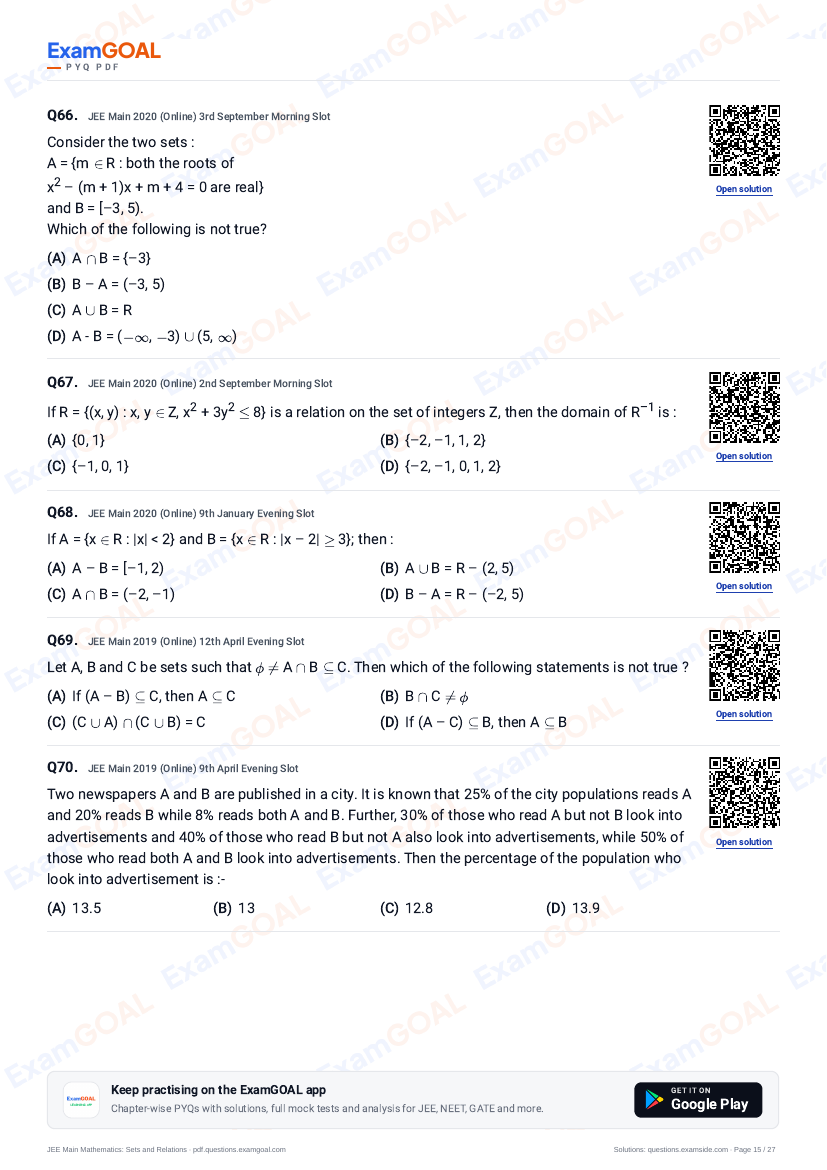 ExamGOAL
PYQ PDF
Q66. JEE Main 2020 (Online) 3rd September Morning Slot
Consider the two sets :
A = {m ∈ R : both the roots of
x² − (m + 1)x + m + 4 = 0 are real}
and B = [−3, 5).
Which of the following is not true?
(A) A ∩ B = {−3}
(B) B − A = (−3, 5)
(C) A ∪ B = R
(D) A - B = (−∞, −3) ∪ (5, ∞)
Open solution
Q67. JEE Main 2020 (Online) 2nd September Morning Slot
If R = {(x, y) : x, y ∈ Z, x² + 3y² ≤ 8} is a relation on the set of integers Z, then the domain of R⁻¹ is :
(A) {0, 1} (B) {−2, −1, 1, 2}
(C) {−1, 0, 1} (D) {−2, −1, 0, 1, 2}
Open solution
Q68. JEE Main 2020 (Online) 9th January Evening Slot
If A = {x ∈ R : |x| < 2} and B = {x ∈ R : |x − 2| ≥ 3}; then :
(A) A − B = [−1, 2) (B) A ∪ B = R − (2, 5)
(C) A ∩ B = (−2, −1) (D) B − A = R − (−2, 5)
Open solution
Q69. JEE Main 2019 (Online) 12th April Evening Slot
Let A, B and C be sets such that ϕ ≠ A ∩ B ⊆ C. Then which of the following statements is not true ?
(A) If (A − B) ⊆ C, then A ⊆ C (B) B ∩ C ≠ ϕ
(C) (C ∪ A) ∩ (C ∪ B) = C (D) If (A − C) ⊆ B, then A ⊆ B
Open solution
Q70. JEE Main 2019 (Online) 9th April Evening Slot
Two newspapers A and B are published in a city. It is known that 25% of the city populations reads A
and 20% reads B while 8% reads both A and B. Further, 30% of those who read A but not B look into
advertisements and 40% of those who read B but not A also look into advertisements, while 50% of
those who read both A and B look into advertisements. Then the percentage of the population who
look into advertisement is :-
(A) 13.5 (B) 13 (C) 12.8 (D) 13.9
Open solution
Keep practising on the ExamGOAL app
Chapter-wise PYQs with solutions, full mock tests and analysis for JEE, NEET, GATE and more.
ExamGOAL
GET IT ON
Google Play
JEE Main Mathematics: Sets and Relations · pdf.questions.examgoal.com
Solutions: questions.examside.com · Page 15 / 27